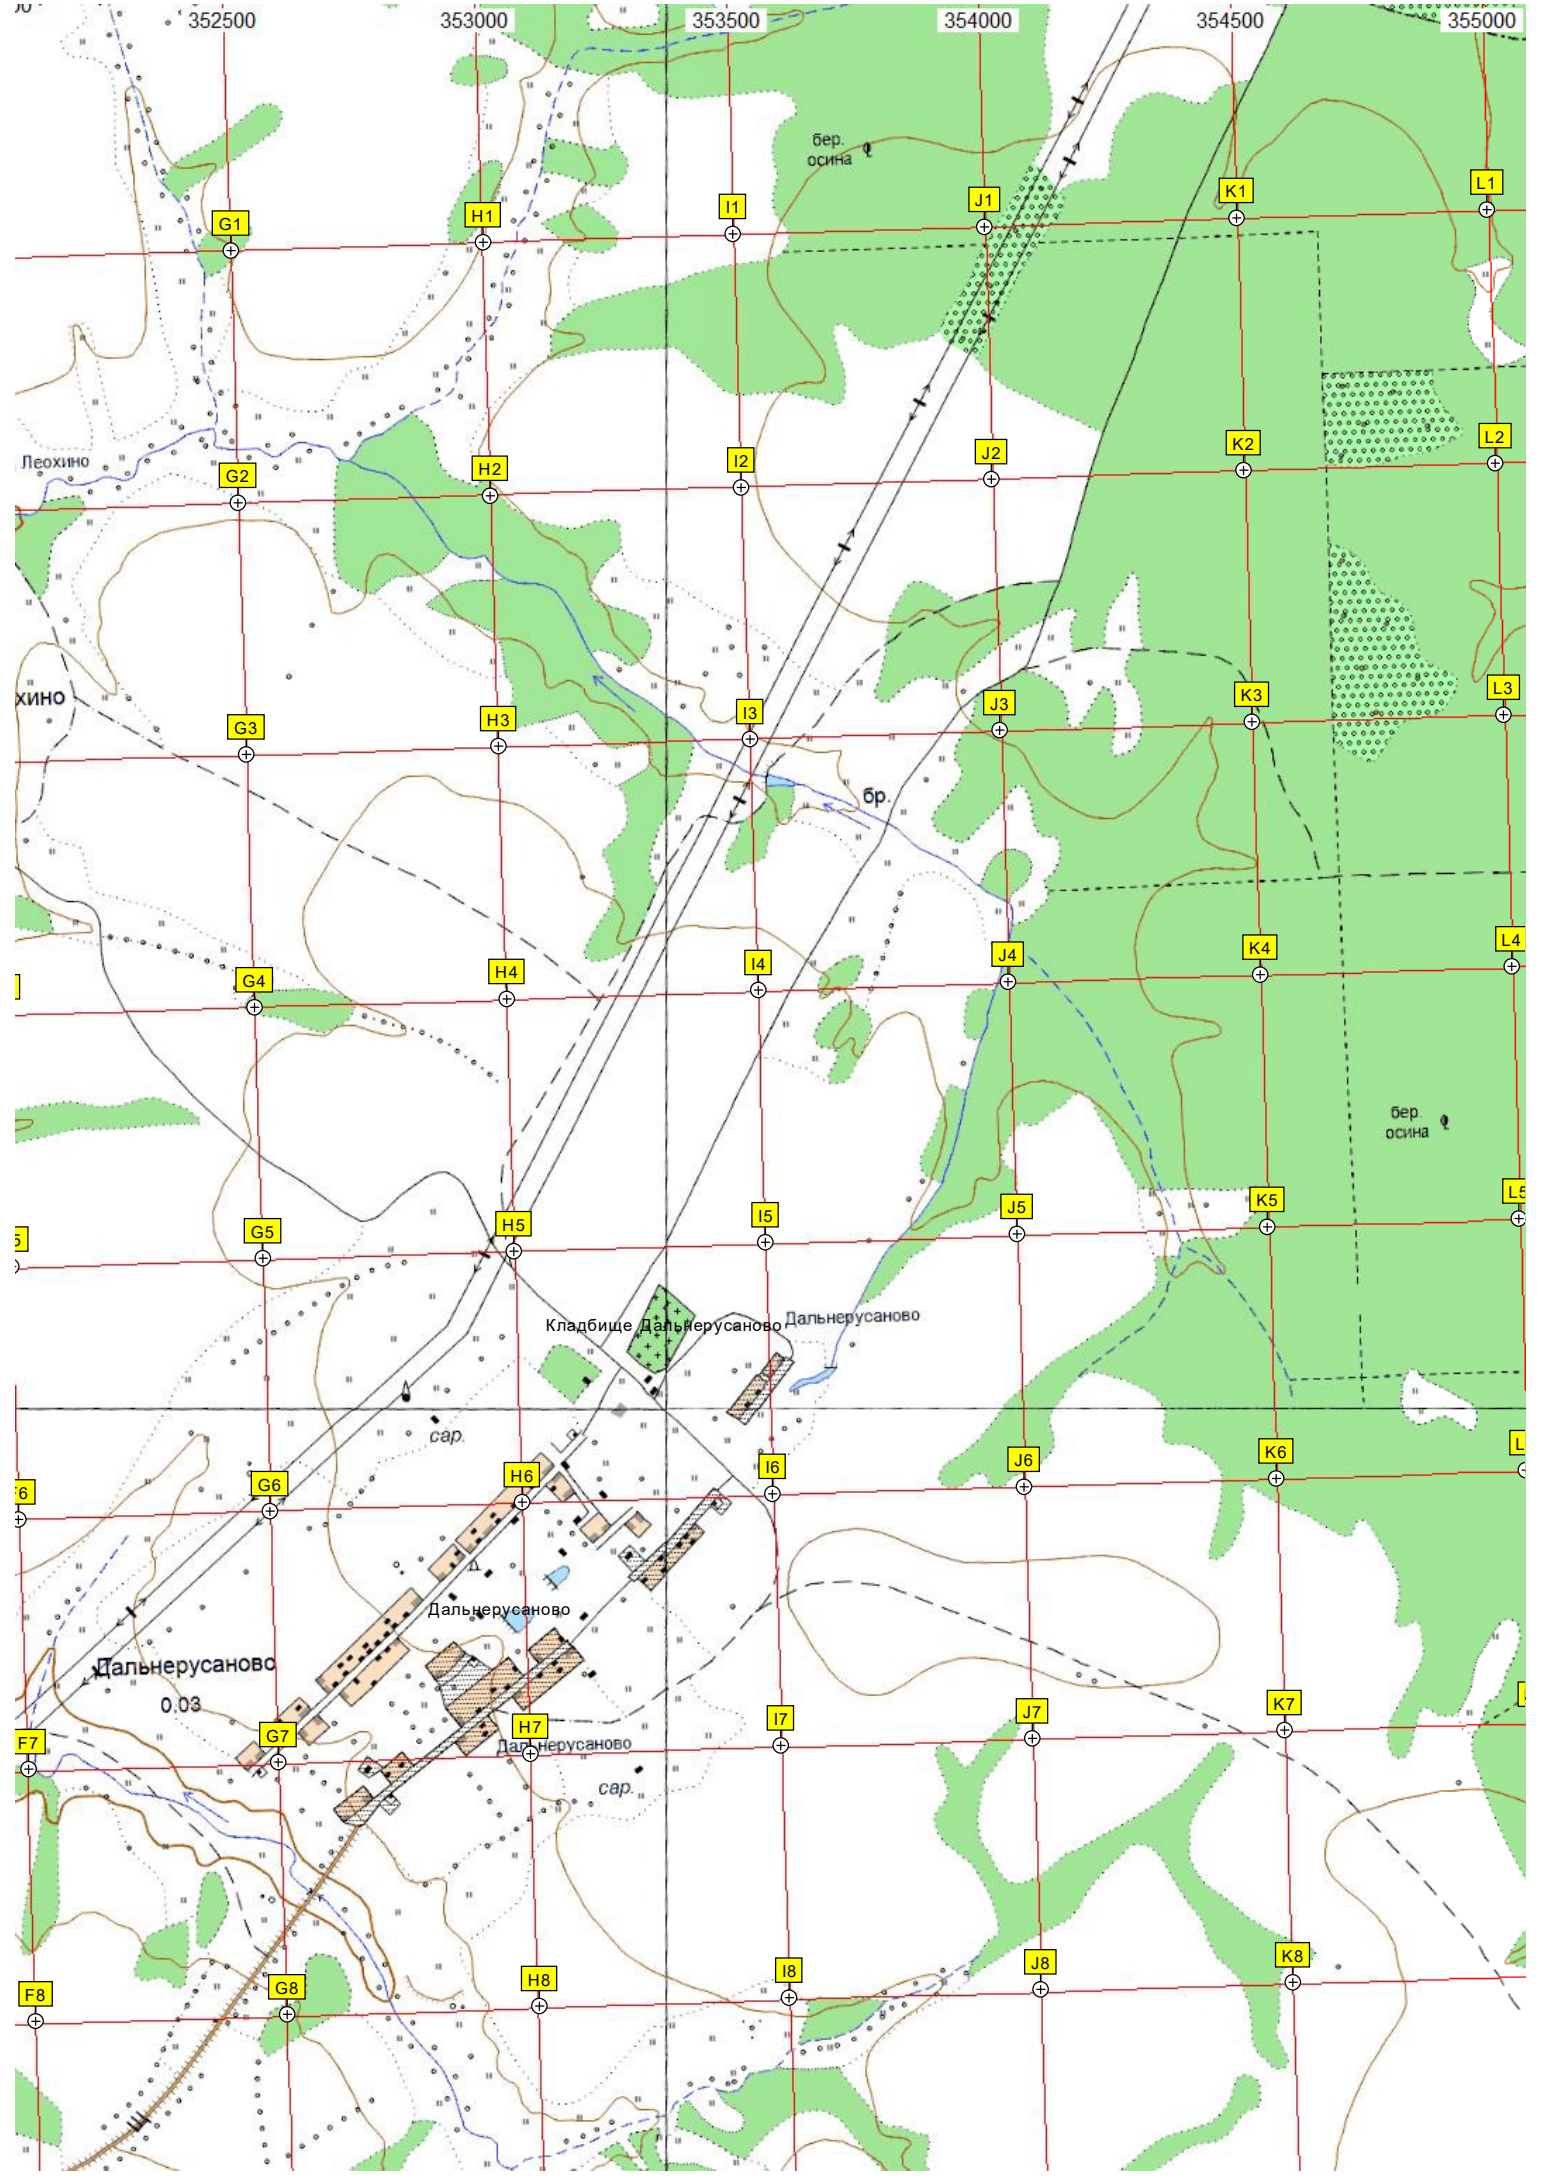 352500 353000 353500 354000 354500 355000
бер.
осина
G1 H1 I1 J1 K1 L1
Леохино
G2 H2 I2 J2 K2 L2
хино
G3 H3 I3 J3 K3 L3
бр.
G4 H4 I4 J4 K4 L4
бер.
осина
5 G5 H5 I5 J5 K5 L5
Кладбище Дальнерусаново
Дальнерусаново
сар.
F6 G6 H6 I6 J6 K6 L
Дальнерусаново
Дальнерусаново
0.03
F7 G7 H7 I7 J7 K7
Дальнерусаново
сар.
F8 G8 H8 I8 J8 K8